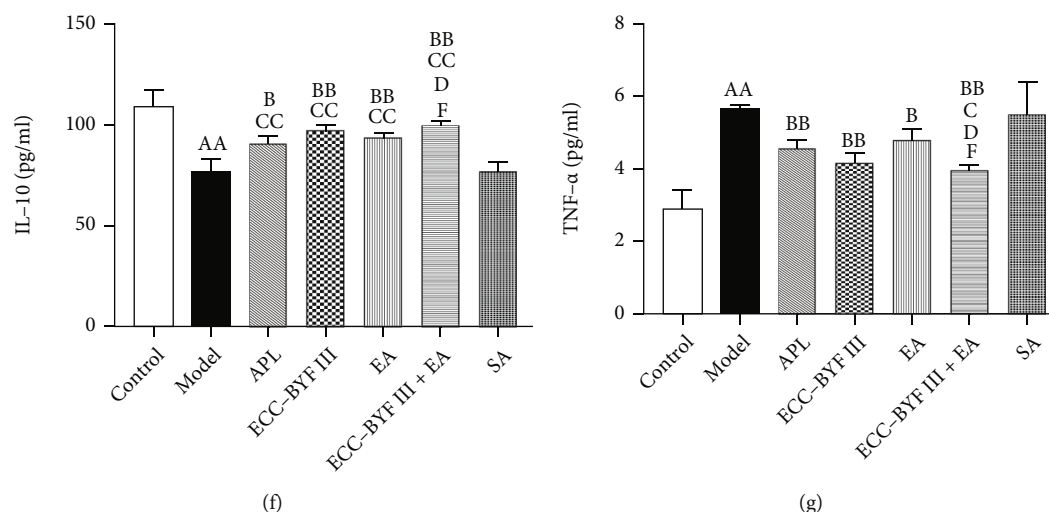 150
100
50
0
IL–10 (pg/ml)
AA
B
CC
BB
CC
BB
CC
BB
CC
D
F
Control
Model
APL
ECC–BYF III
EA
ECC–BYF III + EA
SA
(f)
8
6
4
2
0
TNF–α (pg/ml)
AA
BB
BB
B
BB
C
D
F
Control
Model
APL
ECC–BYF III
EA
ECC–BYF III + EA
SA
(g)